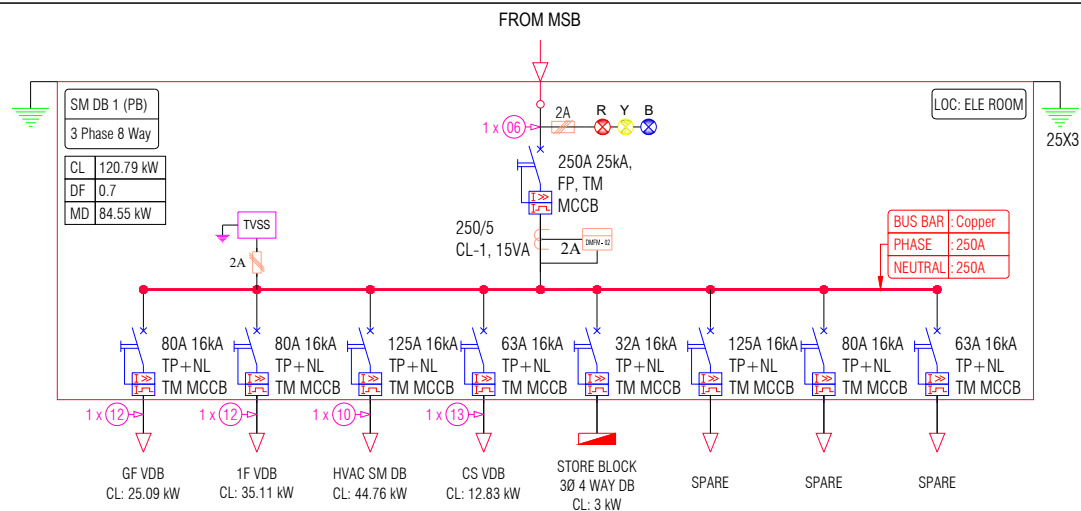 FROM MSB
SM DB 1 (PB)
3 Phase 8 Way
CL 120.79 kW
DF 0.7
MD 84.55 kW
LOC: ELE ROOM
25X3
1 x 06
2A
R Y B
250A 25kA,
FP, TM
MCCB
TVSS
2A
250/5
CL-1, 15VA
2A
DMFM-02
BUS BAR : Copper
PHASE : 250A
NEUTRAL : 250A
80A 16kA
TP+NL
TM MCCB
80A 16kA
TP+NL
TM MCCB
125A 16kA
TP+NL
TM MCCB
63A 16kA
TP+NL
TM MCCB
32A 16kA
TP+NL
TM MCCB
125A 16kA
TP+NL
TM MCCB
80A 16kA
TP+NL
TM MCCB
63A 16kA
TP+NL
TM MCCB
1 x 12
1 x 12
1 x 10
1 x 13
GF VDB
CL: 25.09 kW
1F VDB
CL: 35.11 kW
HVAC SM DB
CL: 44.76 kW
CS VDB
CL: 12.83 kW
STORE BLOCK
3Ø 4 WAY DB
CL: 3 kW
SPARE
SPARE
SPARE